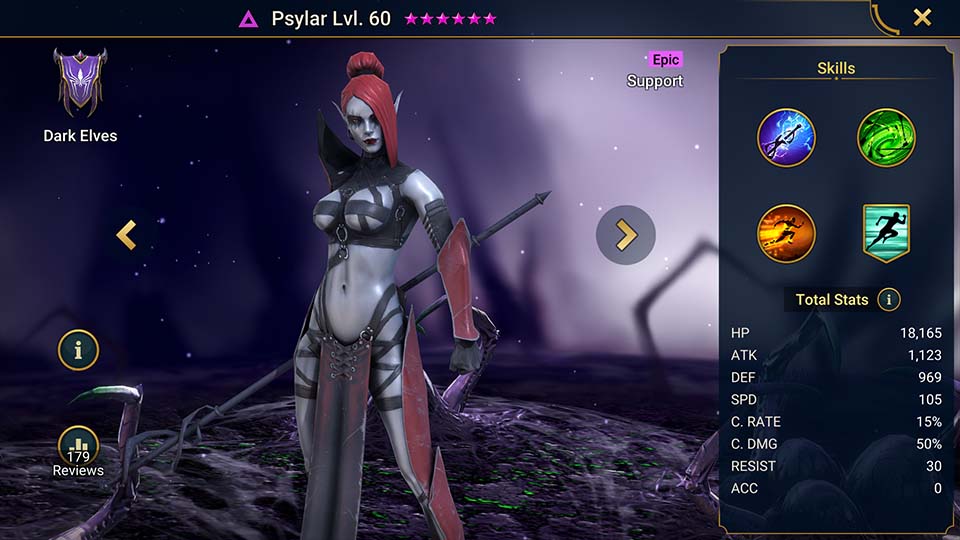 Psylar Lvl. 60
Dark Elves
Epic
Support
179
Reviews
Skills
Total Stats
HP 18,165
ATK 1,123
DEF 969
SPD 105
C. RATE 15%
C. DMG 50%
RESIST 30
ACC 0